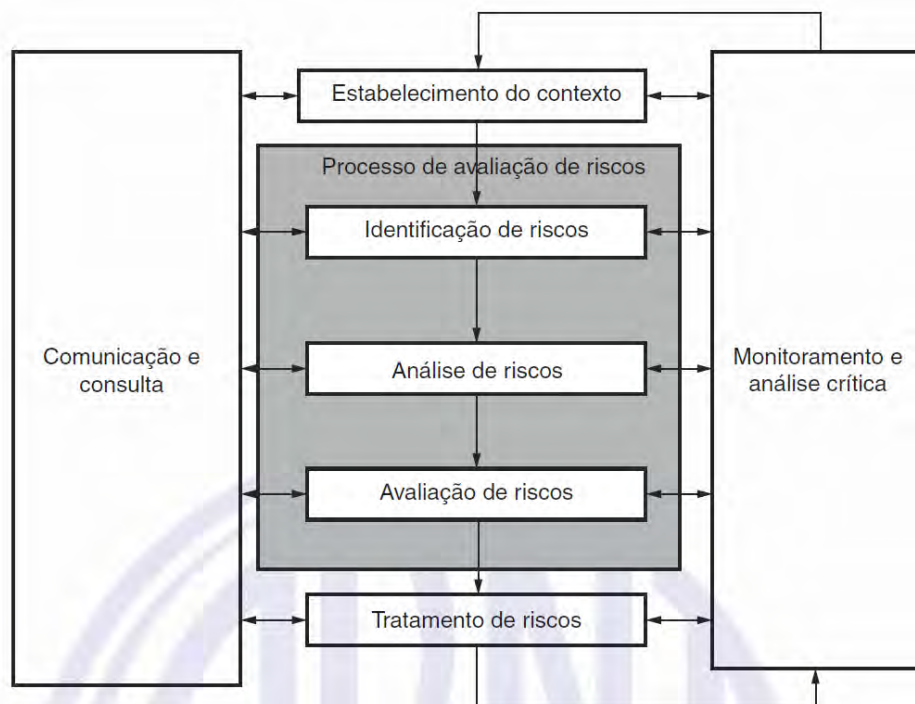 Estabelecimento do contexto
Processo de avaliação de riscos
Identificação de riscos
Comunicação e
consulta
Análise de riscos
Monitoramento e
análise crítica
Avaliação de riscos
Tratamento de riscos